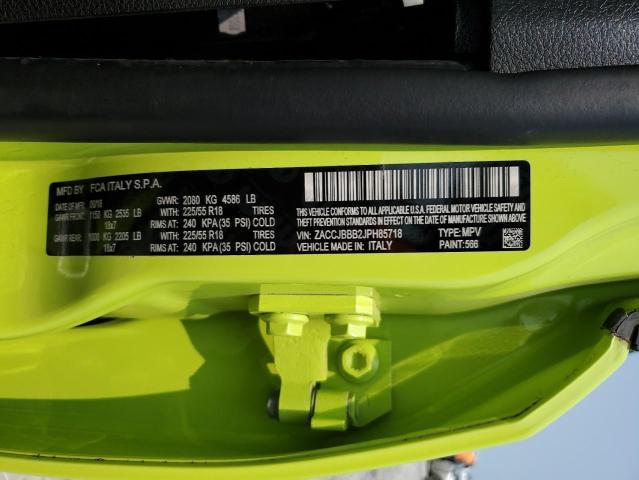 MFD BY FCA ITALY S.P.A.
DATE OF MFG 09/18 GVWR: 2080 KG 4586 LB
GAWR FRONT: 1150 KG 2535 LB WITH: 225/55 R18 TIRES
18x7 RIMS AT: 240 KPA(35 PSI) COLD
GAWR REAR: 1000 KG 2205 LB WITH: 225/55 R18 TIRES
18x7 RIMS AT: 240 KPA(35 PSI) COLD
THIS VEHICLE CONFORMS TO ALL APPLICABLE U.S.A. FEDERAL MOTOR VEHICLE SAFETY AND
THEFT PREVENTION STANDARDS IN EFFECT ON THE DATE OF MANUFACTURE SHOWN ABOVE.
VIN: ZACCJBBB2JPH85718 TYPE: MPV
MADE IN: ITALY PAINT:566